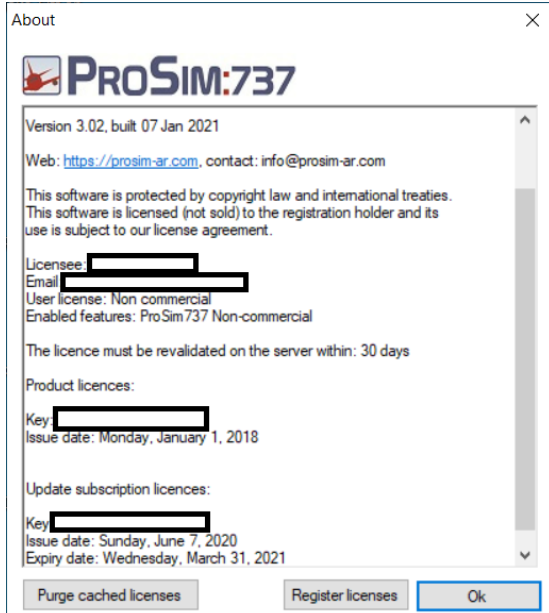 About
PROSIM:737
Version 3.02, built 07 Jan 2021
Web: https://prosim-ar.com, contact: info@prosim-ar.com
This software is protected by copyright law and international treaties.
This software is licensed (not sold) to the registration holder and its
use is subject to our license agreement.
Licensee:
Email
User license: Non commercial
Enabled features: ProSim737 Non-commercial
The licence must be revalidated on the server within: 30 days
Product licences:
Key:
Issue date: Monday, January 1, 2018
Update subscription licences:
Key
Issue date: Sunday, June 7, 2020
Expiry date: Wednesday, March 31, 2021
Purge cached licenses
Register licenses
Ok